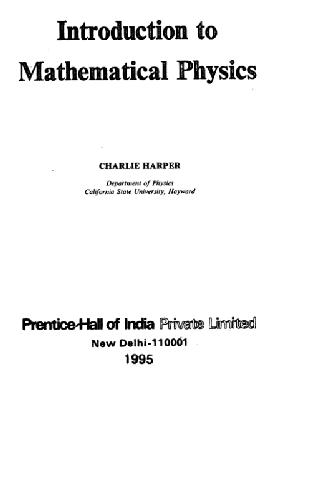 Introduction to
Mathematical Physics
CHARLIE HARPER
Department of Physics
California State University, Hayward
Prentice-Hall of India Private Limited
New Delhi-110001
1995